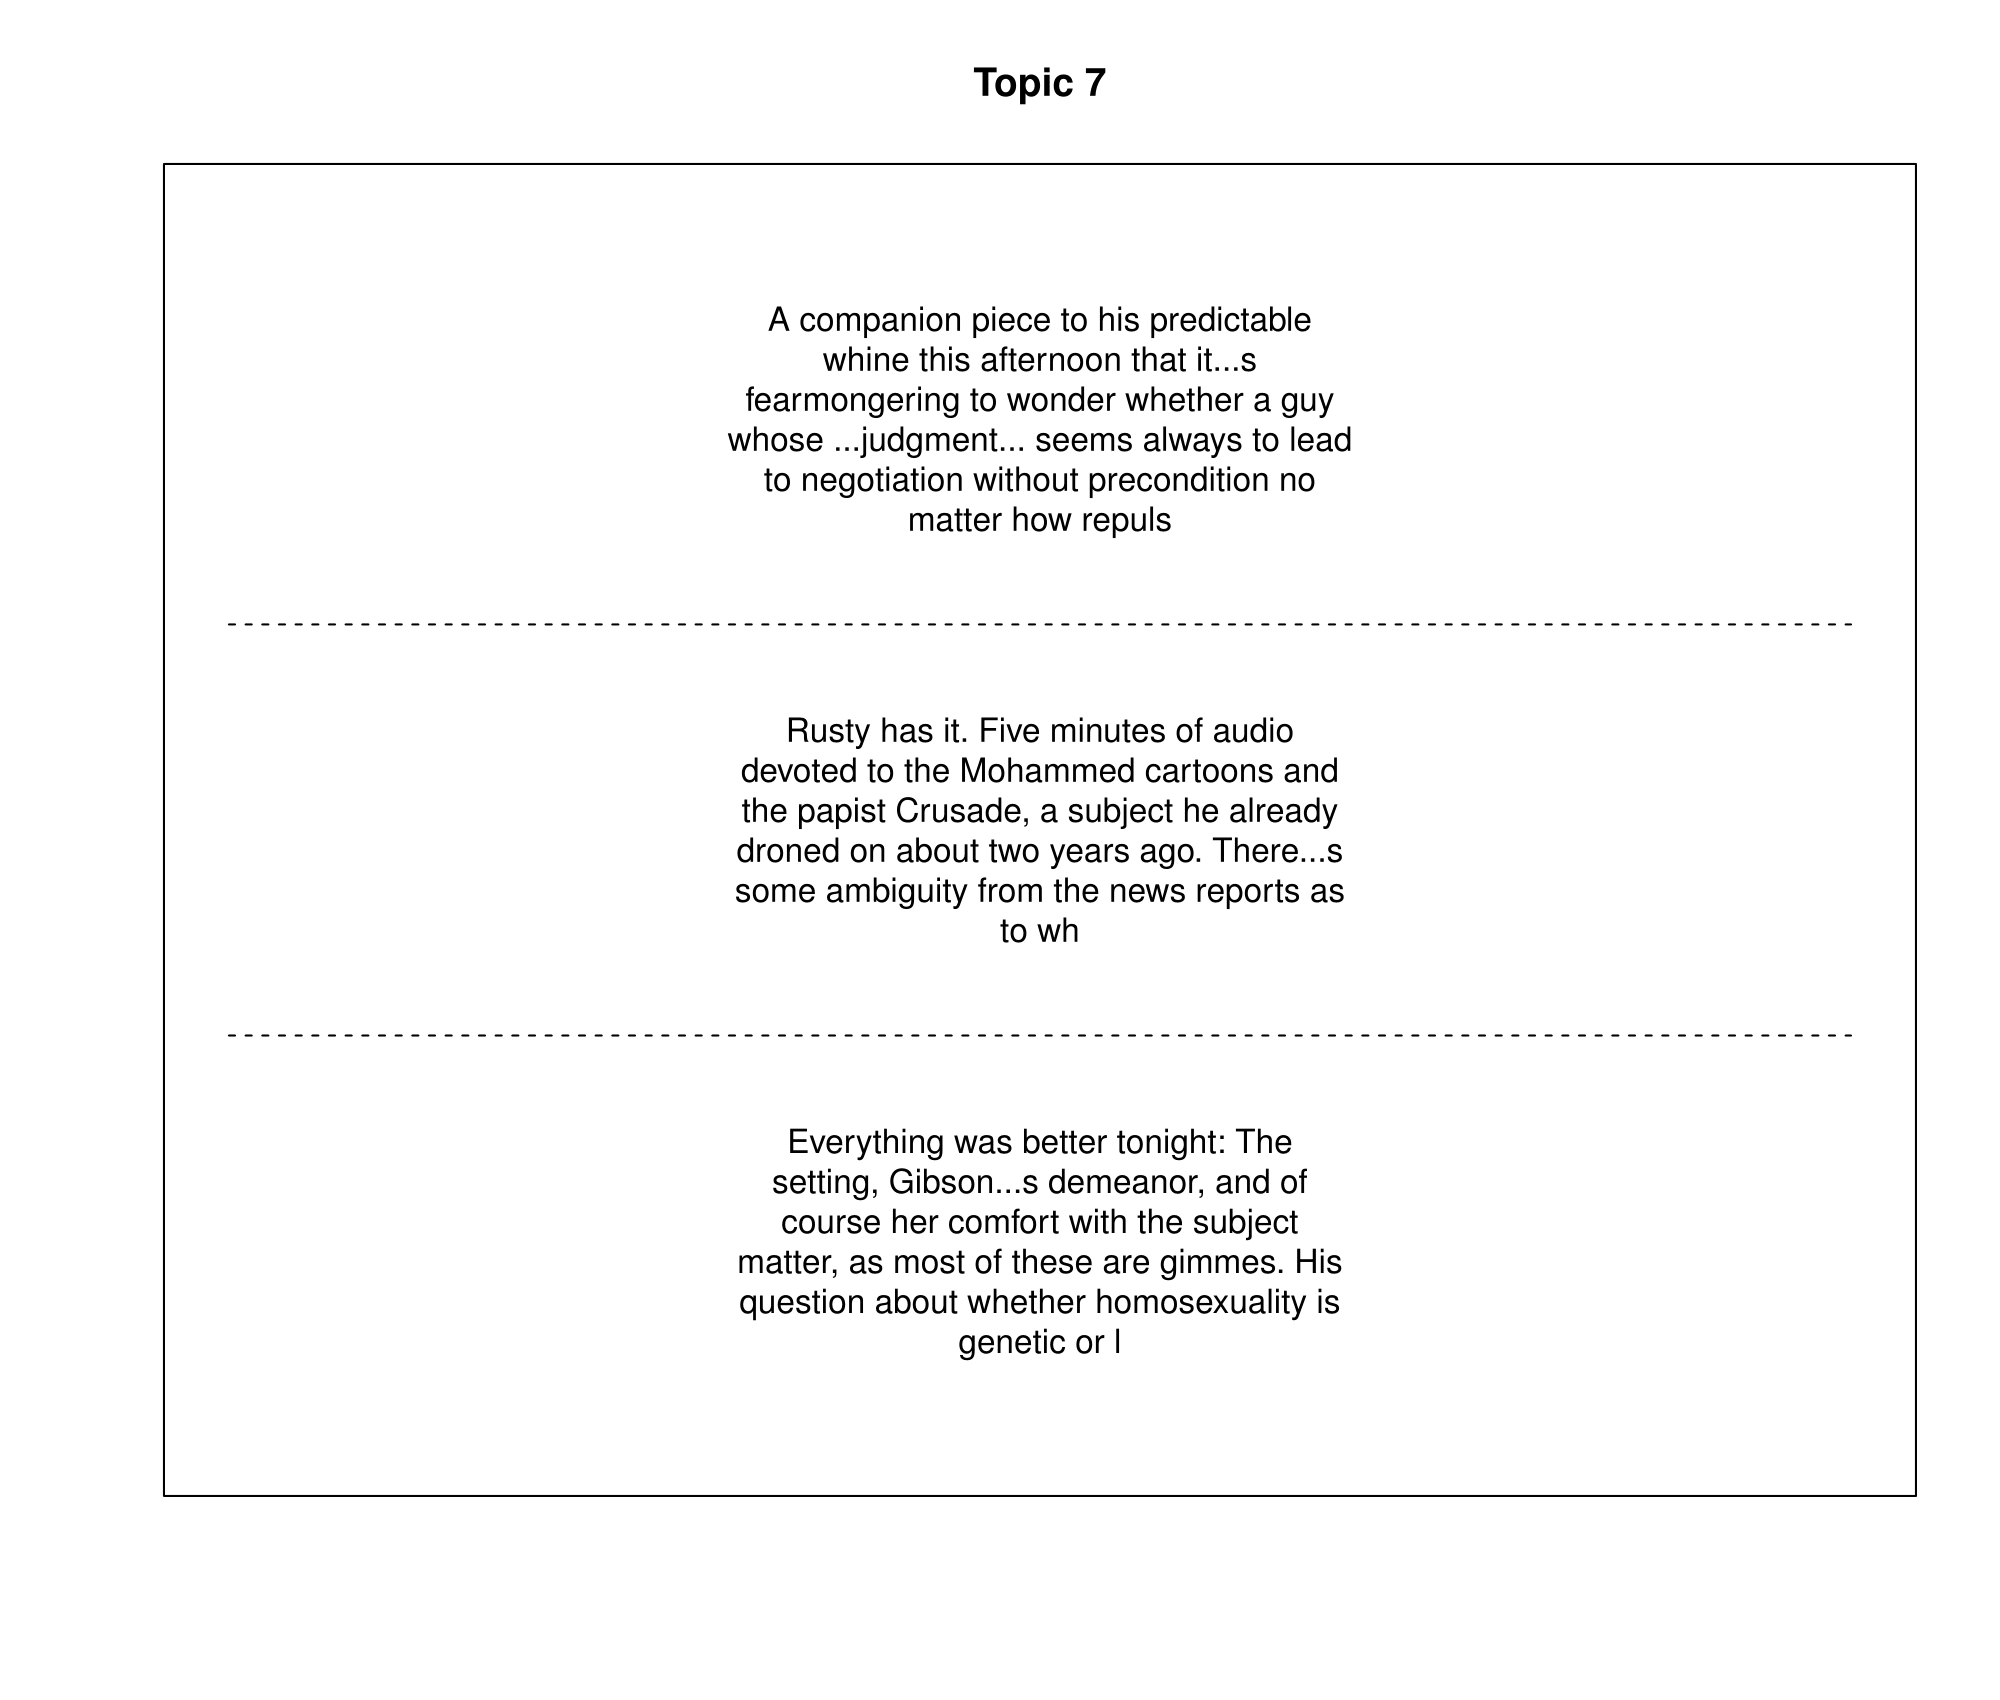 Topic 7
A companion piece to his predictable
whine this afternoon that it...s
fearmongering to wonder whether a guy
whose ...judgment... seems always to lead
to negotiation without precondition no
matter how repuls
Rusty has it. Five minutes of audio
devoted to the Mohammed cartoons and
the papist Crusade, a subject he already
droned on about two years ago. There...s
some ambiguity from the news reports as
to wh
Everything was better tonight: The
setting, Gibson...s demeanor, and of
course her comfort with the subject
matter, as most of these are gimmes. His
question about whether homosexuality is
genetic or l